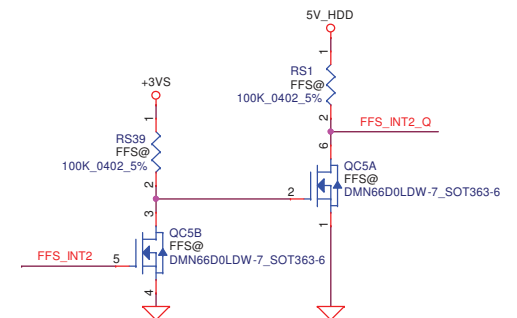 5V_HDD
1
RS1
FFS@
100K_0402_5%
2
FFS_INT2_Q
+3VS
1
RS39
FFS@
100K_0402_5%
2
6
QC5A
FFS@
DMN66D0LDW-7_SOT363-6
2
1
3
QC5B
FFS@
DMN66D0LDW-7_SOT363-6
FFS_INT2
5
4